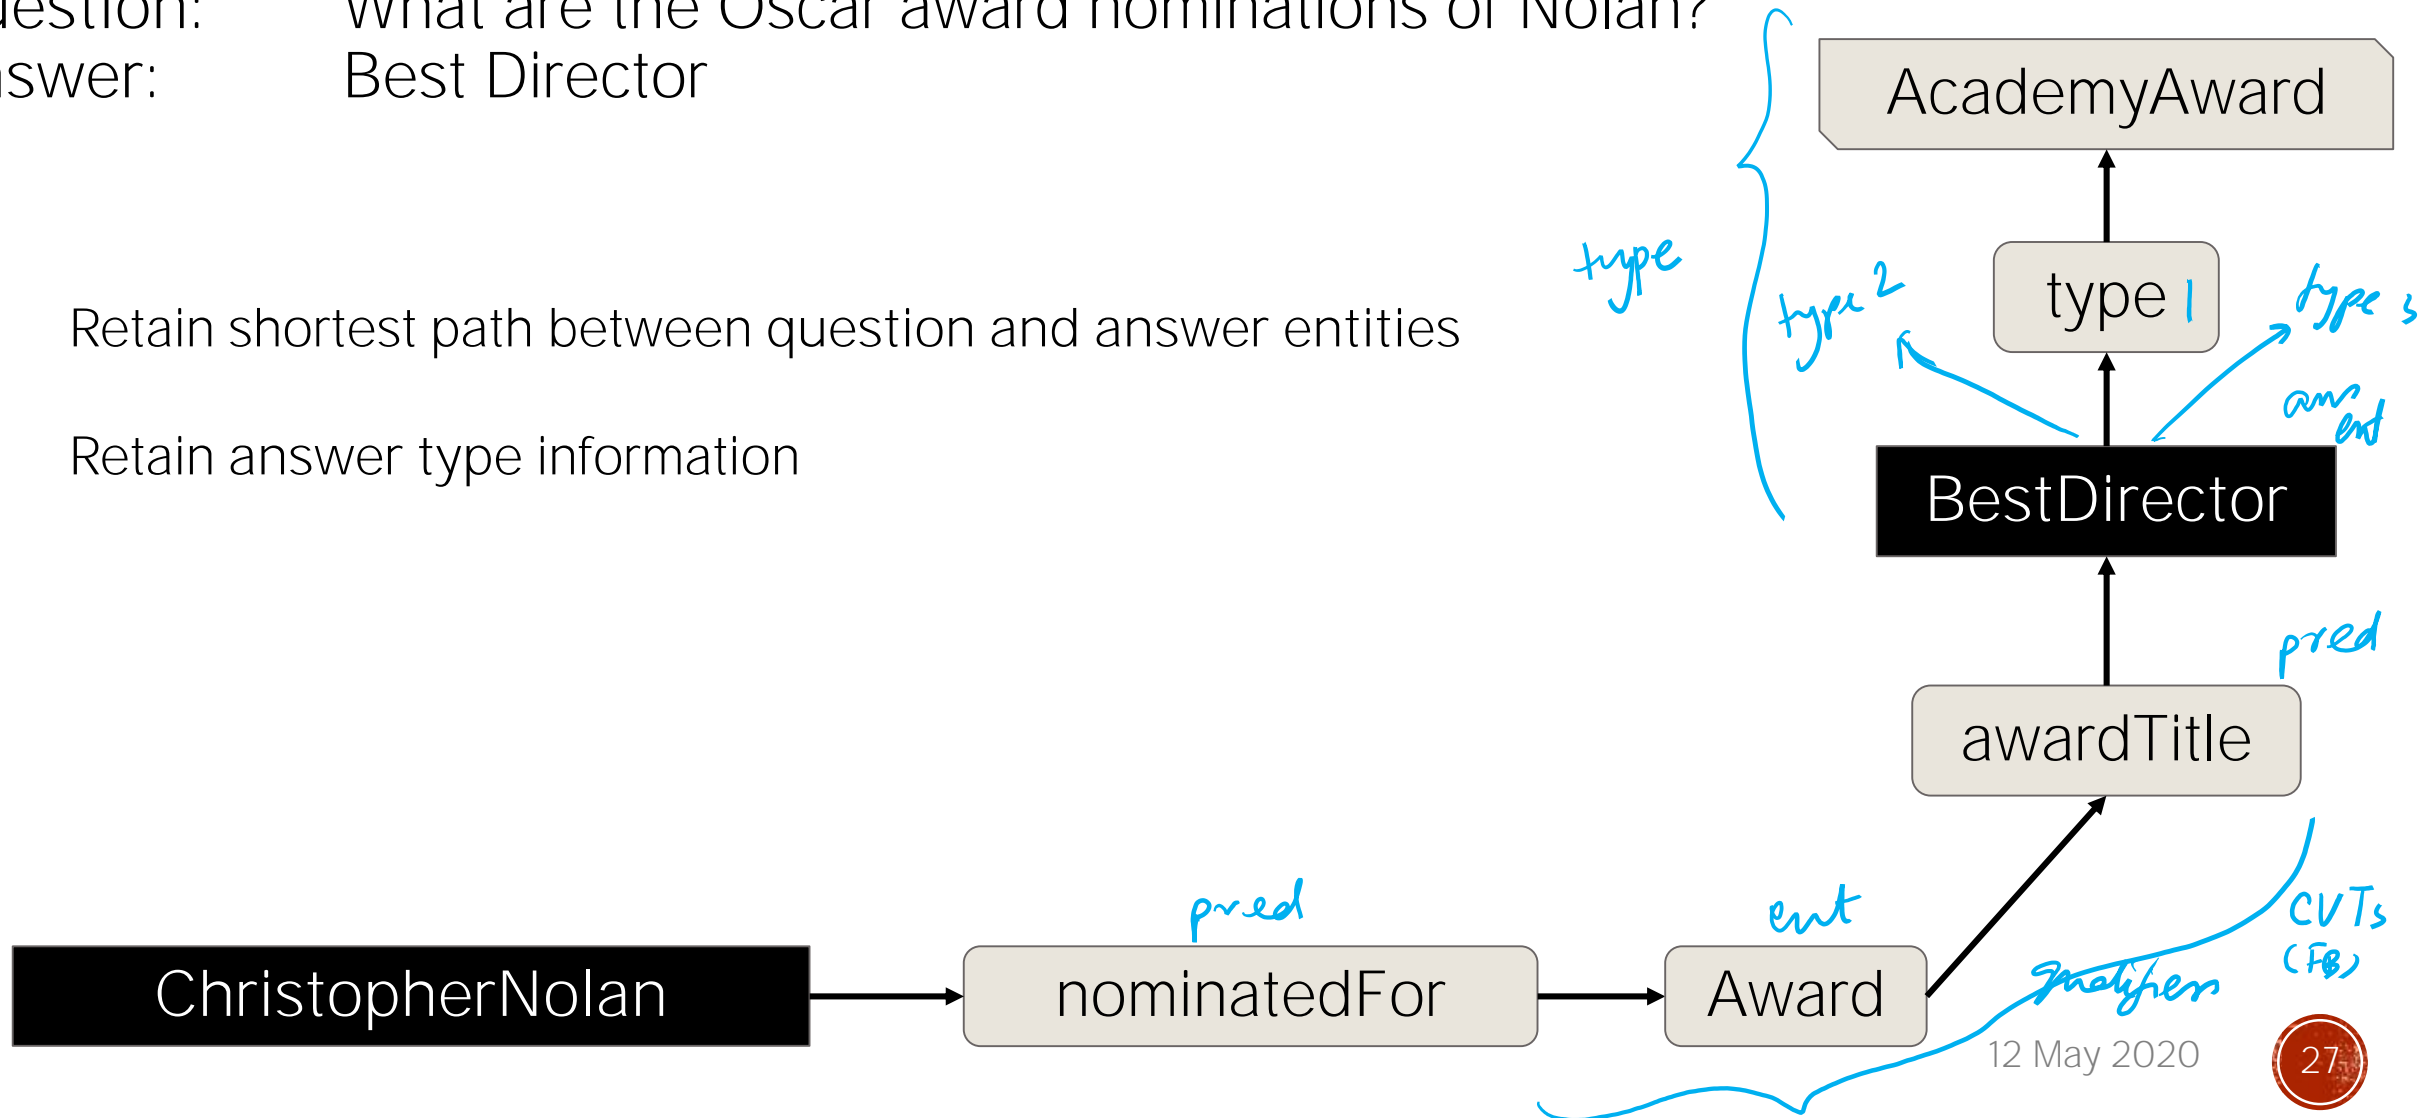 uestion: What are the Oscar award nominations of Nolan?
nswer: Best Director
AcademyAward
type
type 2
type 1
type 3
Retain shortest path between question and answer entities
ans
ent
Retain answer type information
BestDirector
pred
awardTitle
pred
ent
CVTs
(FB)
qualifiers
ChristopherNolan
nominatedFor
Award
12 May 2020
27